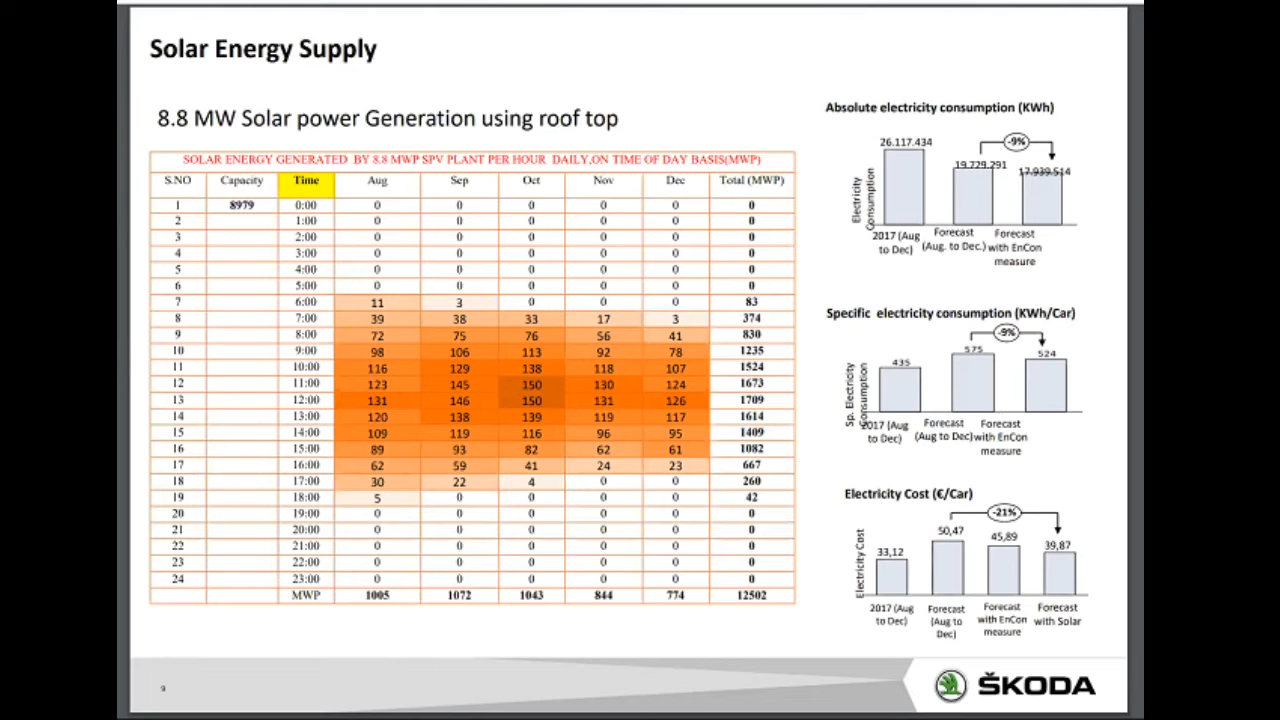 Solar Energy Supply
8.8 MW Solar power Generation using roof top
SOLAR ENERGY GENERATED BY 8.8 MWP SPV PLANT PER HOUR DAILY,ON TIME OF DAY BASIS(MWP)
S.NO Capacity Time Aug Sep Oct Nov Dec Total (MWP)
1 8979 0:00 0 0 0 0 0 0
2 1:00 0 0 0 0 0 0
3 2:00 0 0 0 0 0 0
4 3:00 0 0 0 0 0 0
5 4:00 0 0 0 0 0 0
6 5:00 0 0 0 0 0 0
7 6:00 11 3 0 0 0 83
8 7:00 39 38 33 17 3 374
9 8:00 72 75 76 56 41 830
10 9:00 98 106 113 92 78 1235
11 10:00 116 129 138 118 107 1524
12 11:00 123 145 150 130 124 1673
13 12:00 131 146 150 131 126 1709
14 13:00 120 138 139 119 117 1614
15 14:00 109 119 116 96 95 1409
16 15:00 89 93 82 62 61 1082
17 16:00 62 59 41 24 23 667
18 17:00 30 22 4 0 0 260
19 18:00 5 0 0 0 0 42
20 19:00 0 0 0 0 0 0
21 20:00 0 0 0 0 0 0
22 21:00 0 0 0 0 0 0
23 22:00 0 0 0 0 0 0
24 23:00 0 0 0 0 0 0
MWP 1005 1072 1043 844 774 12502
Absolute electricity consumption (KWh)
-9%
26.117.434
19.729.291
17.939.514
Electricity
Consumption
2017 (Aug
to Dec)
Forecast
(Aug. to Dec.)
Forecast
with EnCon
measure
Specific electricity consumption (KWh/Car)
-9%
435
575
524
Sp. Electricity
Consumption
2017 (Aug
to Dec)
Forecast
(Aug to Dec)
Forecast
with EnCon
measure
Electricity Cost (€/Car)
-21%
33,12
50,47
45,89
39,87
Electricity Cost
2017 (Aug
to Dec)
Forecast
(Aug to
Dec)
Forecast
with EnCon
measure
Forecast
with Solar
9
ŠKODA